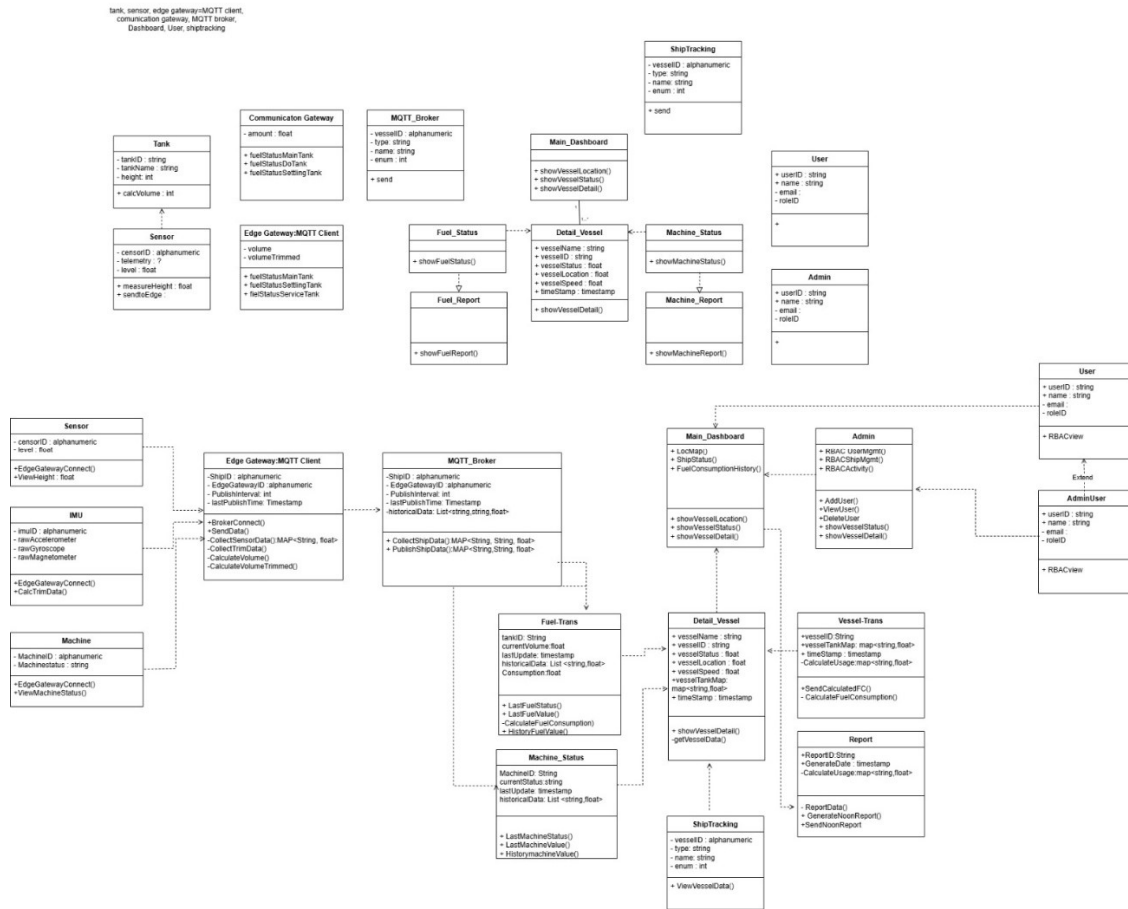 tank, sensor, edge gateway=MQTT client,
comunication gateway, MQTT broker,
Dashboard, User, shiptracking
ShipTracking
- vesselID : alphanumeric
- type: string
- name: string
- enum : int
+ send
Communicaton Gateway
- amount : float
+ fuelStatusMainTank
+ fuelStatusDoTank
+ fuelStatusSettlingTank
MQTT_Broker
- vesselID : alphanumeric
- type: string
- name: string
- enum : int
+ send
Main_Dashboard
+ showVesselLocation()
+ showVesselStatus()
+ showVesselDetail()
Tank
- tankID : string
- tankName : string
- height: int
+ calcVolume : int
User
+ userID : string
+ name : string
- email :
- roleID
+
Sensor
- censorID : alphanumeric
- telemetry : ?
- level : float
+ measureHeight : float
+ sendtoEdge :
Edge Gateway:MQTT Client
- volume
- volumeTrimmed
+ fuelStatusMainTank
+ fuelStatusSettlingTank
+ fielStatusServiceTank
Fuel_Status
+ showFuelStatus()
1
1..*
Detail_Vessel
+ vesselName : string
+ vesselID : string
+ vesselStatus : float
+ vesselLocation : float
+ vesselSpeed : float
+ timeStamp : timestamp
+ showVesselDetail()
Machine_Status
+ showMachineStatus()
Fuel_Report
+ showFuelReport()
Machine_Report
+ showMachineReport()
Admin
+ userID : string
+ name : string
- email :
- roleID
+
User
+ userID : string
+ name : string
- email :
- roleID
+ RBACview
Extend
AdminUser
+ userID : string
+ name : string
- email :
- roleID
+ RBACview
Sensor
- censorID : alphanumeric
- level : float
+EdgeGatewayConnect()
+ViewHeight : float
IMU
- imuID : alphanumeric
- rawAccelerometer
- rawGyroscope
- rawMagnetometer
+EdgeGatewayConnect()
+CalcTrimData()
Machine
- MachineID : alphanumeric
- Machinestatus : string
+EdgeGatewayConnect()
+ViewMachineStatus()
Edge Gateway:MQTT Client
-ShipID : alphanumeric
- EdgeGatewayID : alphanumeric
- PublishInterval: int
- lastPublishTime: Timestamp
+BrokerConnect()
+SendData()
-CollectSensorData():MAP<String, float>
-CollectTrimData()
-CalculateVolume()
-CalculateVolumeTrimmed()
MQTT_Broker
-ShipID : alphanumeric
- EdgeGatewayID : alphanumeric
- PublishInterval: int
- lastPublishTime: Timestamp
-historicalData: List<string,string,float>
+ CollectShipData():MAP<String, String, float>
+ PublishShipData():MAP<String,String, float>
Main_Dashboard
+ LocMap()
+ ShipStatus()
+ FuelConsumptionHistory()
+ showVesselLocation()
+ showVesselStatus()
+ showVesselDetail()
Admin
+ RBAC UserMgmt()
+ RBACShipMgmt()
+ RBACActivity()
+ AddUser()
+ViewUser()
+DeleteUser
+ showVesselStatus()
+ showVesselDetail()
Fuel-Trans
tankID: String
currentVolume:float
lastUpdate: timestamp
historicalData: List <string,float>
Consumption:float
+ LastFuelStatus()
+ LastFuelValue()
-CalculateFuelConsumption)
+ HistoryFuelValue()
Detail_Vessel
+ vesselName : string
+ vesselID : string
+ vesselStatus : float
+ vesselLocation : float
+ vesselSpeed : float
+vesselTankMap:
map<string,float>
+ timeStamp : timestamp
+ showVesselDetail()
-getVesselData()
Vessel-Trans
+vesselID:String
+vesselTankMap: map<string,float>
+ timeStamp : timestamp
-CalculateUsage:map<string,float>
+SendCalculatedFC()
- CalculateFuelConsumption()
Report
+ReportID:String
+GenerateDate : timestamp
-CalculateUsage:map<string,float>
- ReportData()
+ GenerateNoonReport()
+SendNoonReport
Machine_Status
MachineID: String
currentStatus:string
lastUpdate: timestamp
historicalData: List <string,float>
+ LastMachineStatus()
+ LastMachineValue()
+ HistorymachineValue()
ShipTracking
- vesselID : alphanumeric
- type: string
- name: string
- enum : int
+ ViewVesselData()